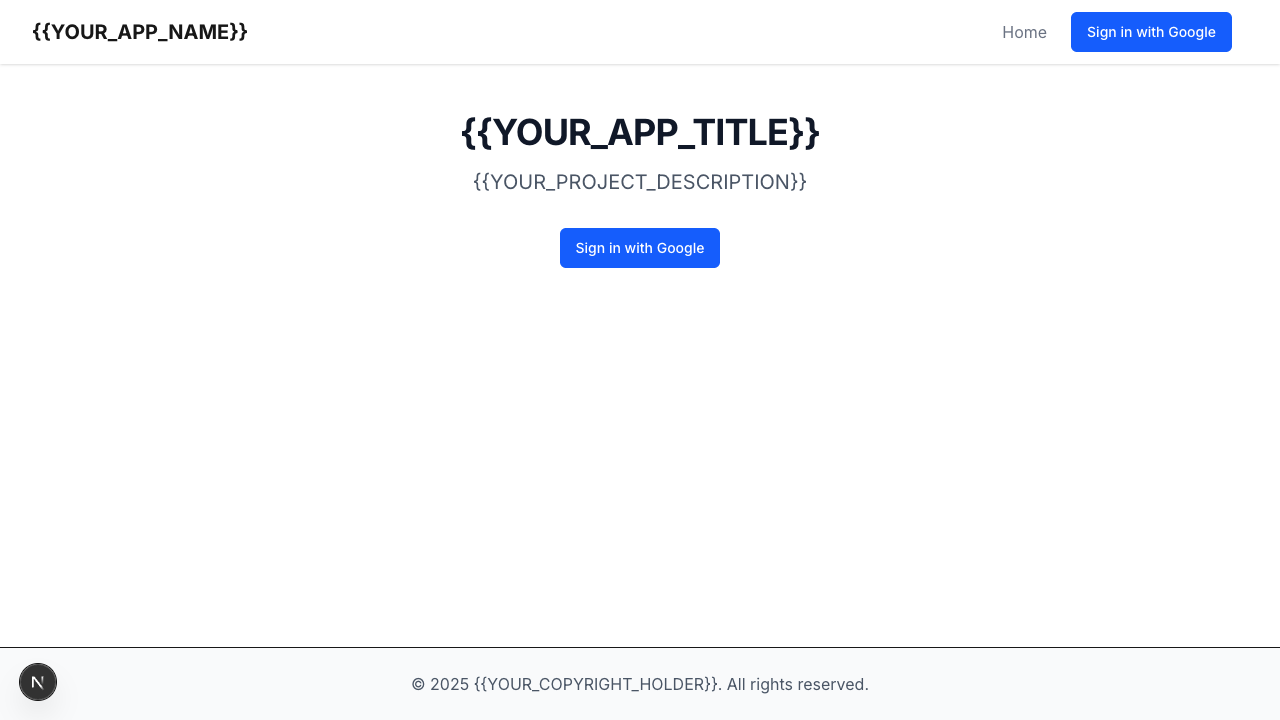 {{YOUR_APP_NAME}}
Home
Sign in with Google
{{YOUR_APP_TITLE}}
{{YOUR_PROJECT_DESCRIPTION}}
Sign in with Google
N
© 2025 {{YOUR_COPYRIGHT_HOLDER}}. All rights reserved.